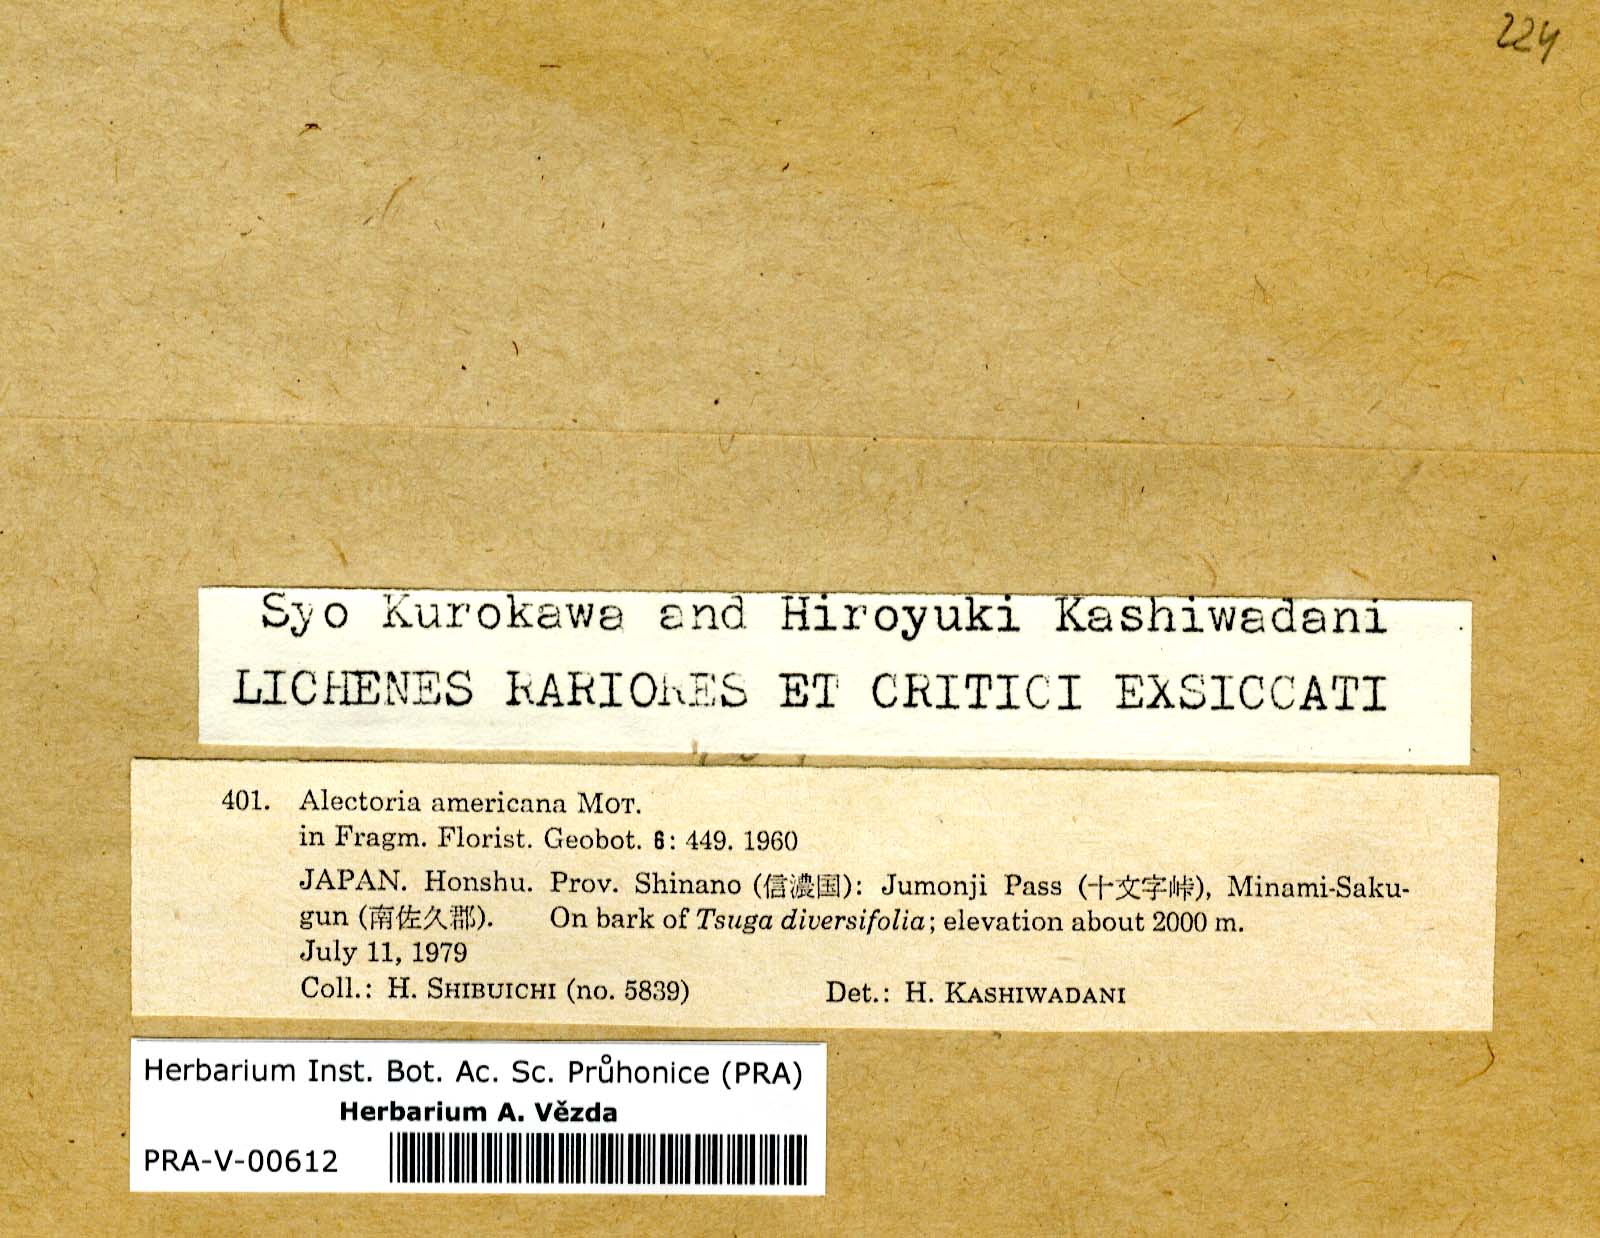 224
Syo Kurokawa and Hiroyuki Kashiwadani
LICHENES RARIORES ET CRITICI EXSICCATI
401. Alectoria americana MOT.
in Fragm. Florist. Geobot. 6: 449. 1960
JAPAN. Honshu. Prov. Shinano (信濃国): Jumonji Pass (十文字峠), Minami-Saku-
gun (南佐久郡). On bark of Tsuga diversifolia; elevation about 2000 m.
July 11, 1979
Coll.: H. SHIBUICHI (no. 5839) Det.: H. KASHIWADANI
Herbarium Inst. Bot. Ac. Sc. Průhonice (PRA)
Herbarium A. Vězda
PRA-V-00612